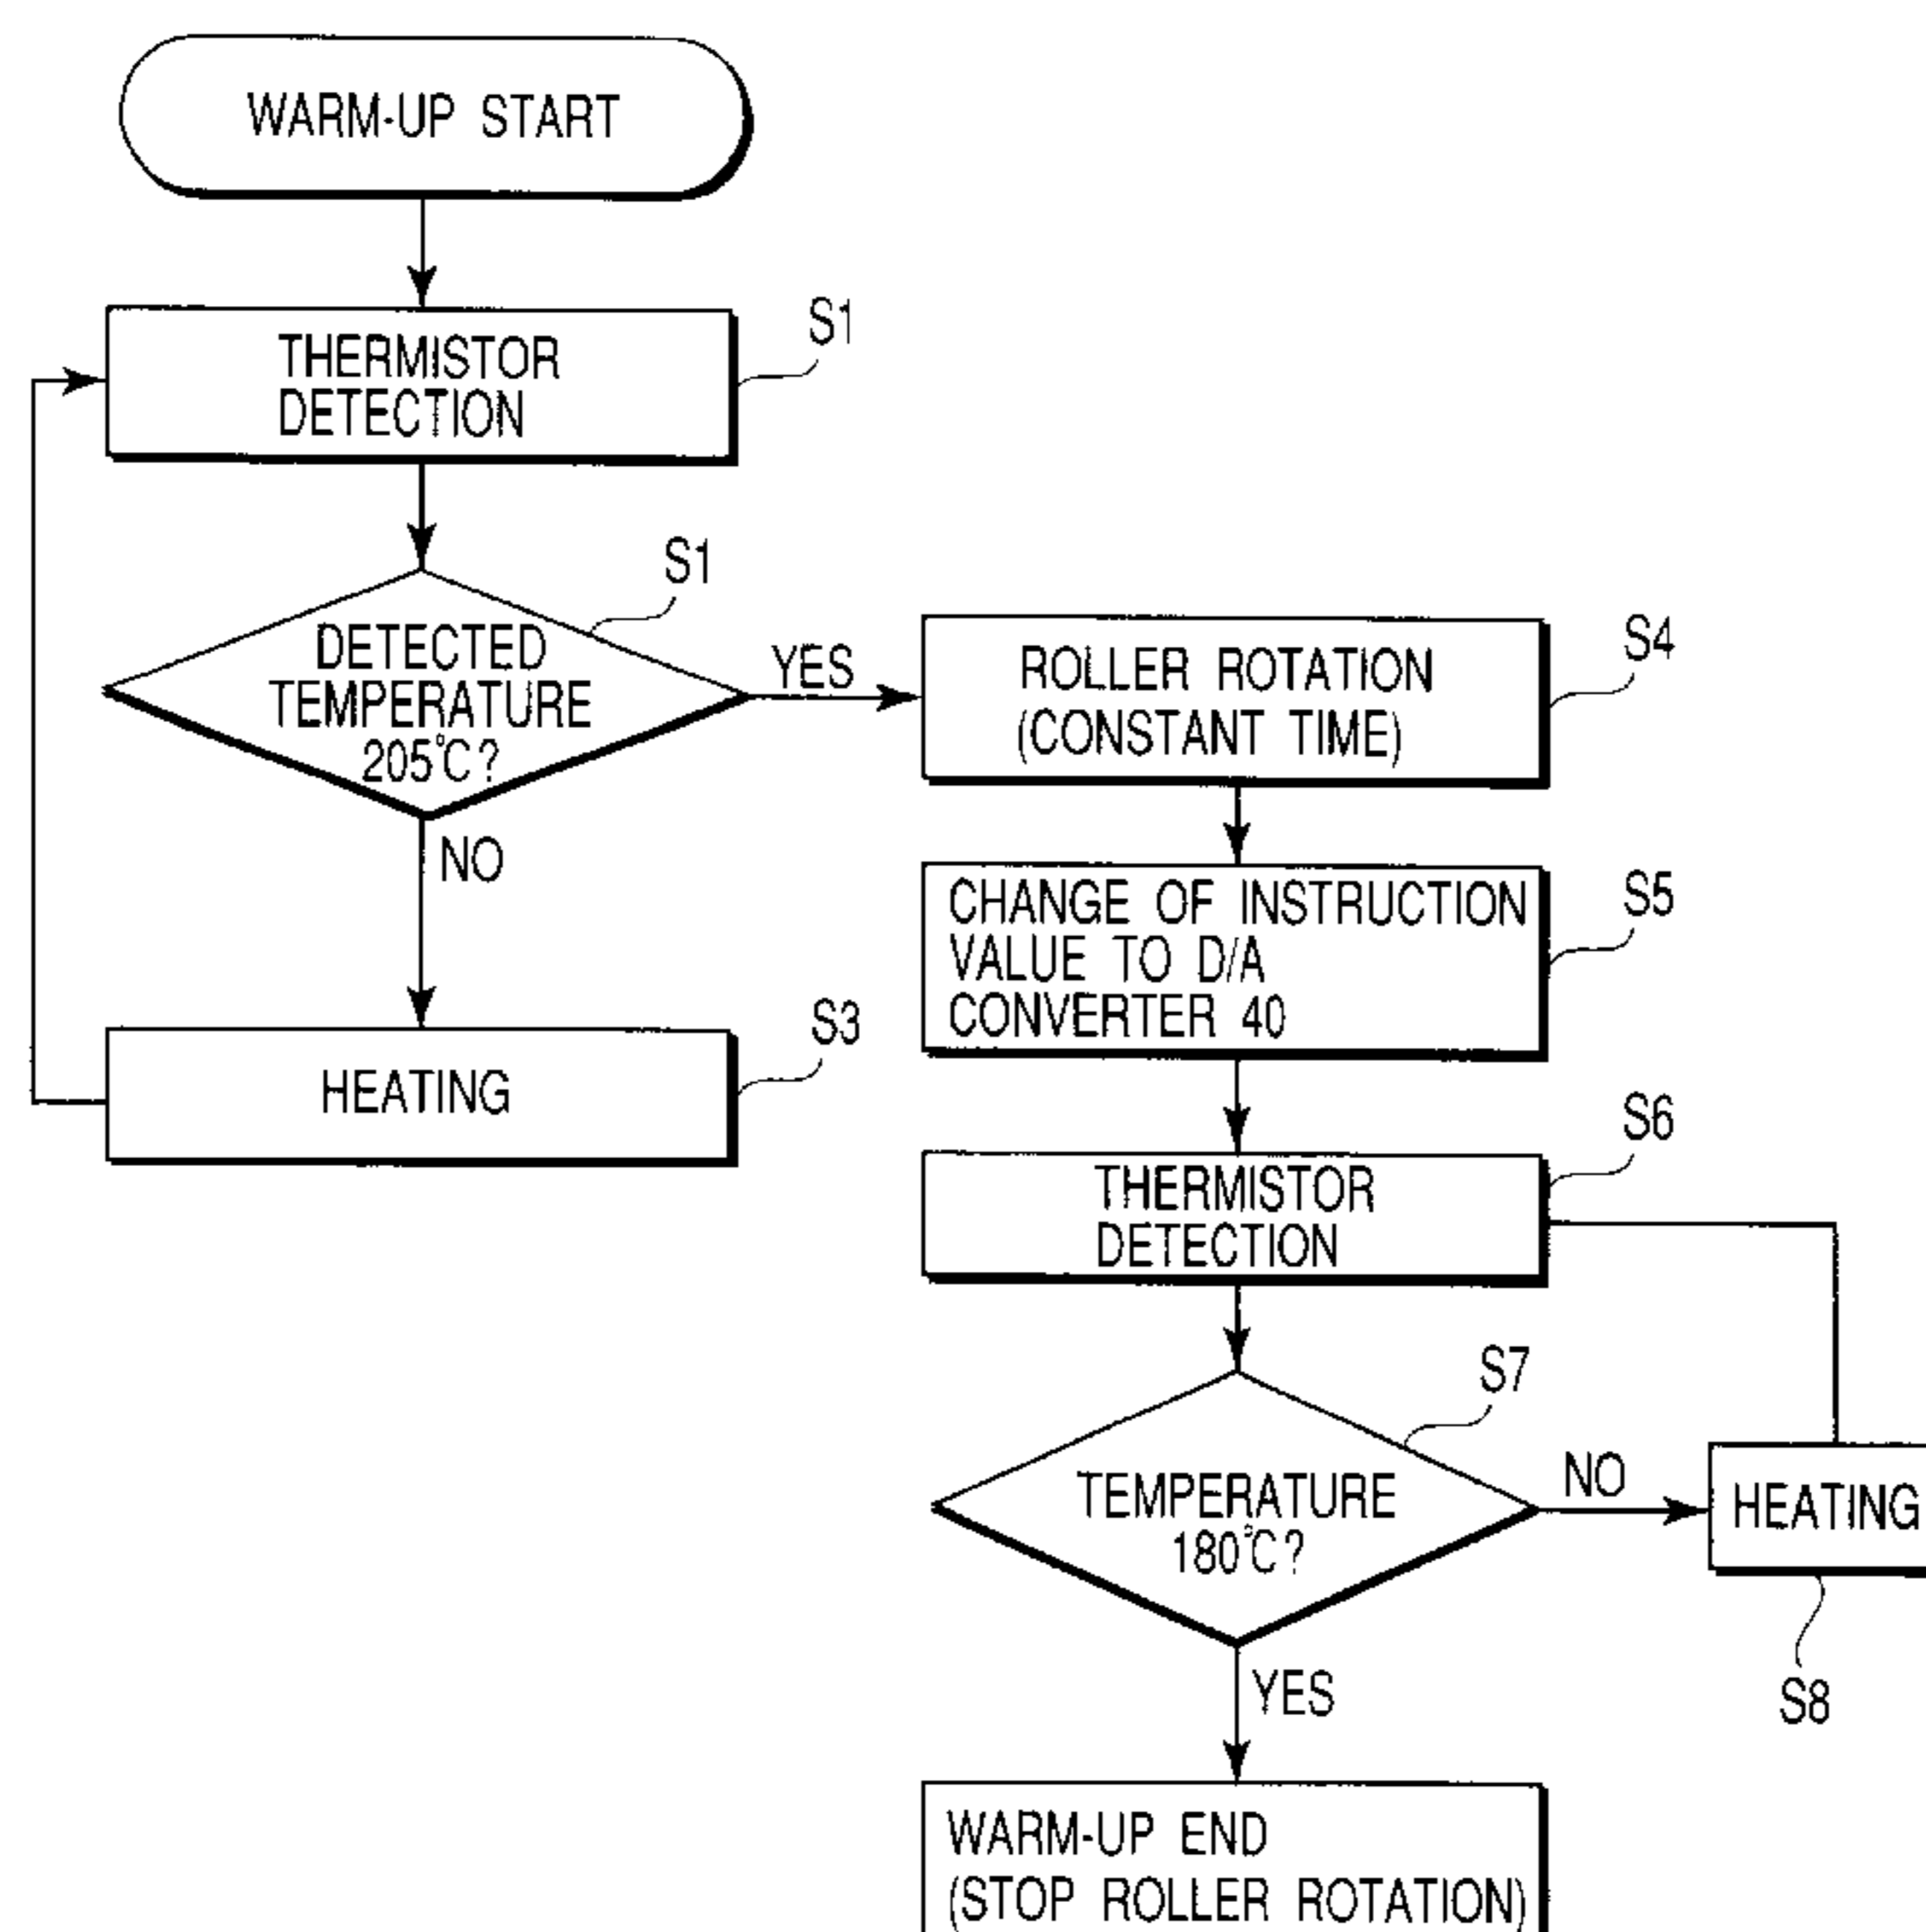 WARM-UP START
THERMISTOR
DETECTION
S1
DETECTED
TEMPERATURE
205°C?
S1
YES
NO
HEATING
S3
ROLLER ROTATION
(CONSTANT TIME)
S4
CHANGE OF INSTRUCTION
VALUE TO D/A
CONVERTER 40
S5
THERMISTOR
DETECTION
S6
TEMPERATURE
180°C?
S7
NO
HEATING
S8
YES
WARM-UP END
(STOP ROLLER ROTATION)